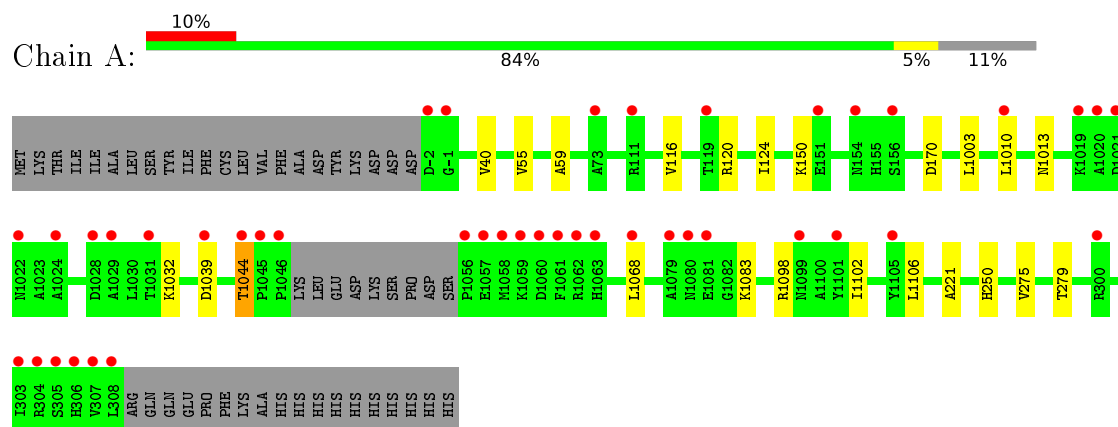 10%
Chain A:
84% 5% 11%
MET LYS THR ILE ILE ALA LEU SER TYR ILE PHE CYS LEU VAL PHE ALA ASP TYR LYS ASP ASP ASP D-2 G-1 V40 V55 A59 A73 R111 V116 T119 R120 I124 K150 E151 N154 H155 S156 D170 L1003 L1010 N1013 K1019 A1020 D1021
N1022 A1023 A1024 D1028 A1029 L1030 T1031 K1032 D1039 T1044 P1045 P1046 LYS LEU GLU ASP LYS SER PRO ASP SER P1056 E1057 M1058 K1059 D1060 F1061 R1062 H1063 L1068 A1079 N1080 E1081 G1082 K1083 R1098 N1099 A1100 Y1101 I1102 Y1105 L1106 A221 H250 V275 T279 R300
I303 R304 S305 H306 V307 L308 ARG GLN GLN GLU PRO PHE LYS ALA HIS HIS HIS HIS HIS HIS HIS HIS HIS HIS